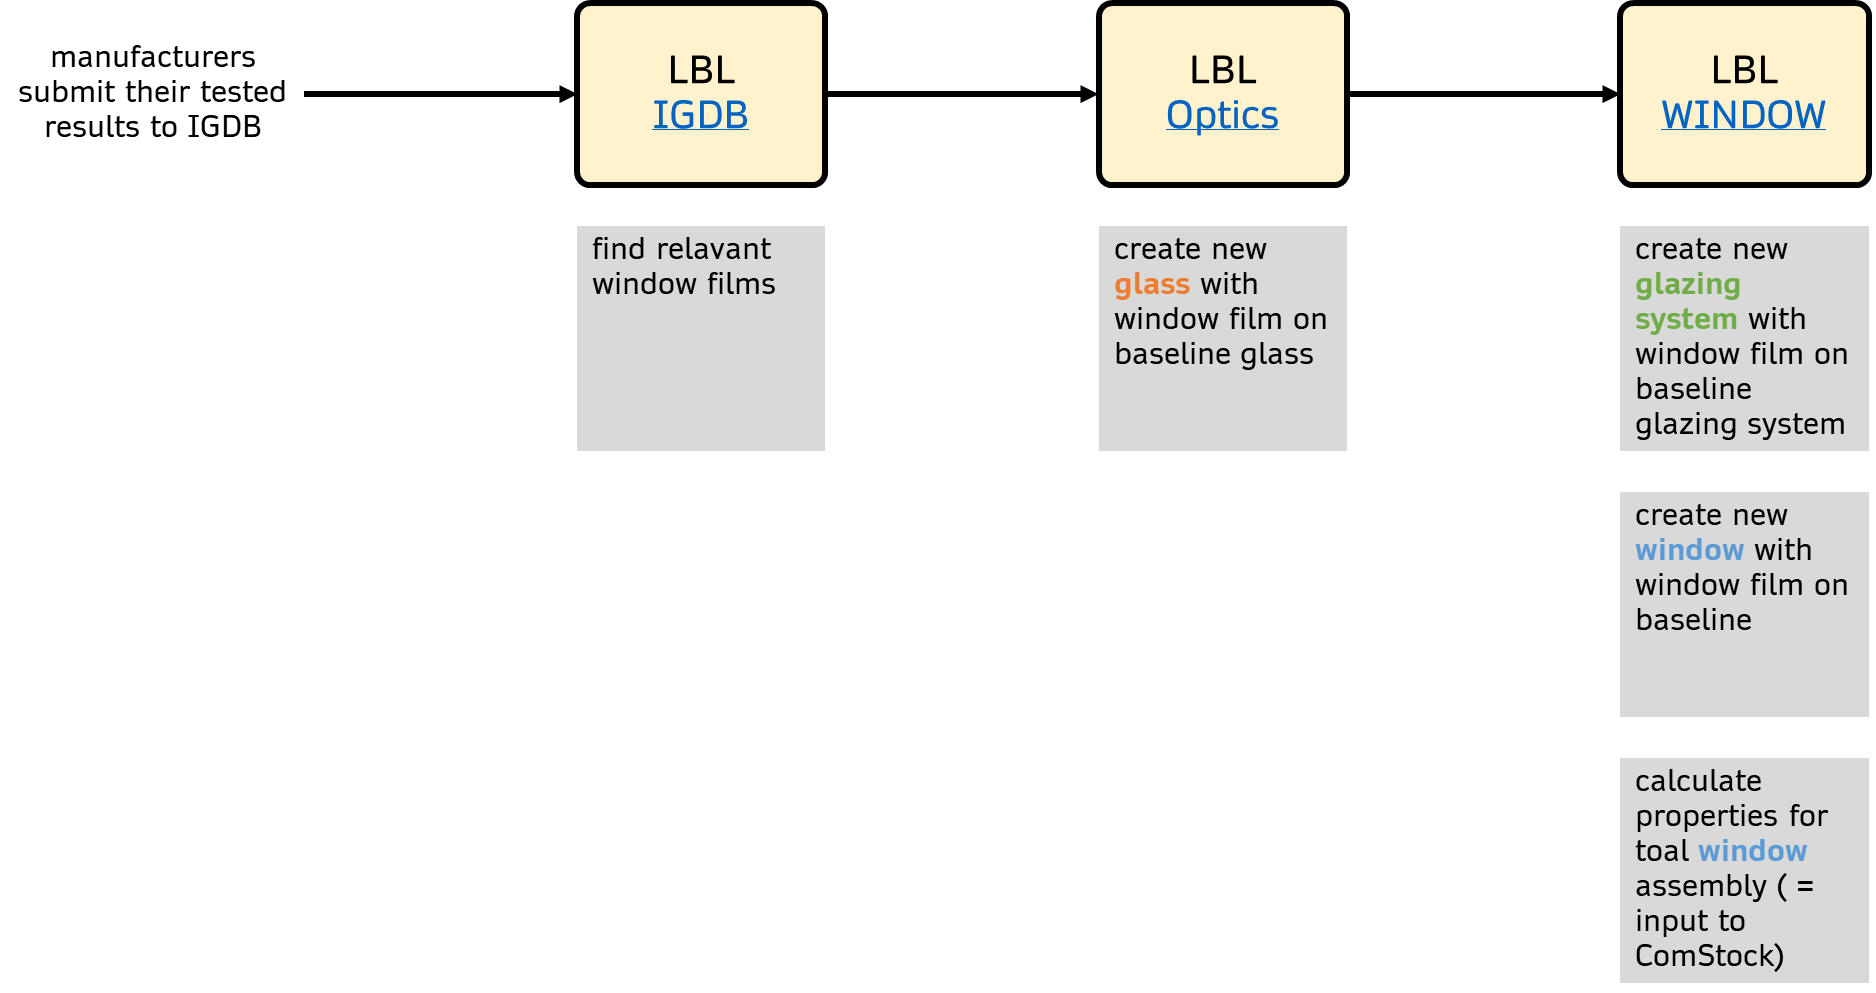 manufacturers
submit their tested
results to IGDB
LBL
IGDB
LBL
Optics
LBL
WINDOW
find relavant
window films
create new
glass with
window film on
baseline glass
create new
glazing
system with
window film on
baseline
glazing system
create new
window with
window film on
baseline
calculate
properties for
toal window
assembly ( =
input to
ComStock)